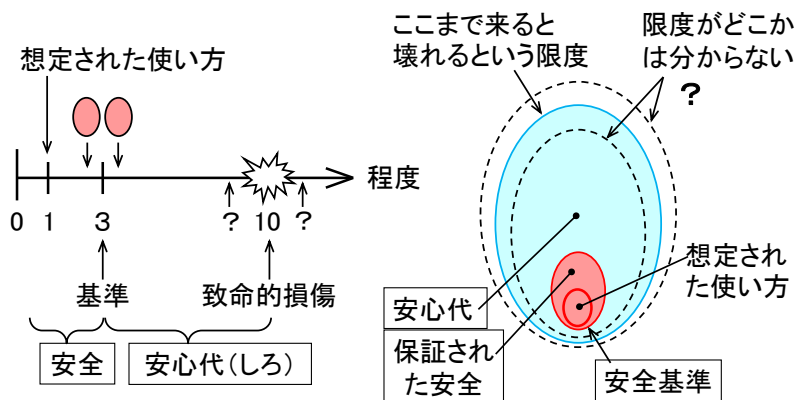 想定された使い方
程度
0
1
3
?
10
?
基準
致命的損傷
安全
安心代(しろ)
ここまで来ると
壊れるという限度
限度がどこか
は分からない
?
想定され
た使い方
安心代
保証され
た安全
安全基準